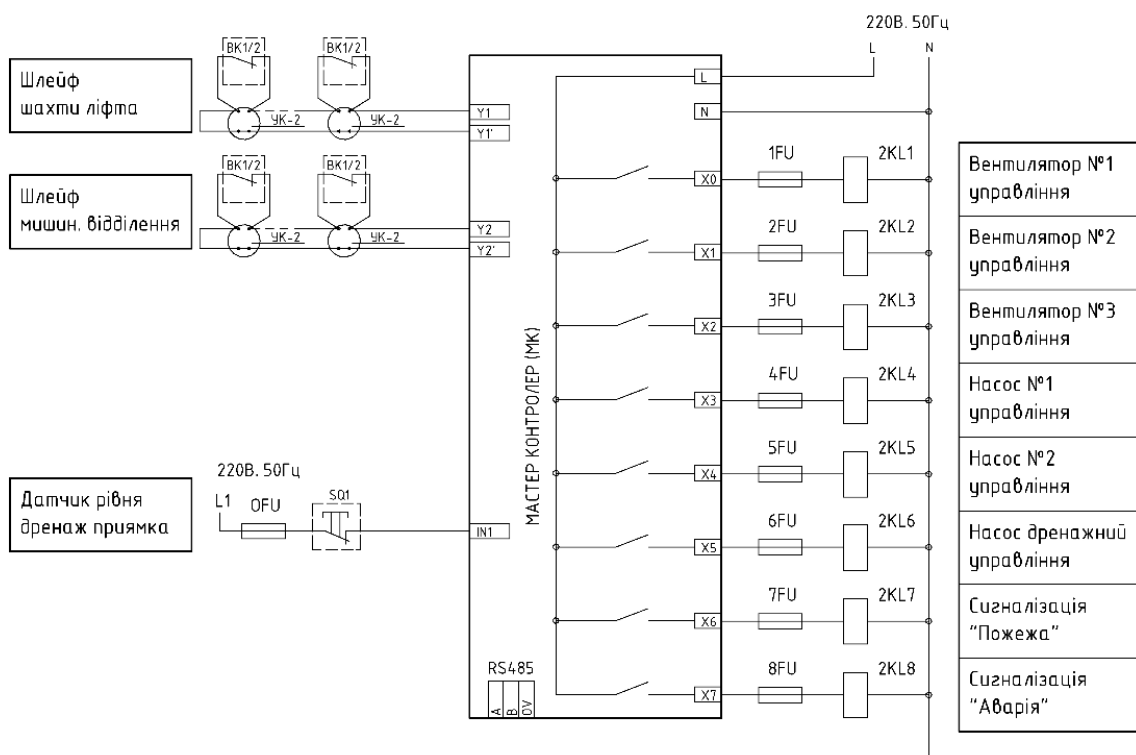 220В. 50Гц
L
N
Шлейф
шахти ліфта
ВК1/2
ВК1/2
УК-2
УК-2
Y1
Y1'
Шлейф
мишин. відділення
ВК1/2
ВК1/2
УК-2
УК-2
Y2
Y2'
220В. 50Гц
Датчик рівня
дренаж приямка
L1
0FU
SQ1
IN1
МАСТЕР КОНТРОЛЕР (МК)
RS485
A
B
0V
L
N
X0
1FU
2KL1
Вентилятор №1
управління
X1
2FU
2KL2
Вентилятор №2
управління
X2
3FU
2KL3
Вентилятор №3
управління
X3
4FU
2KL4
Насос №1
управління
X4
5FU
2KL5
Насос №2
управління
X5
6FU
2KL6
Насос дренажний
управління
X6
7FU
2KL7
Сигналізація
"Пожежа"
X7
8FU
2KL8
Сигналізація
"Аварія"